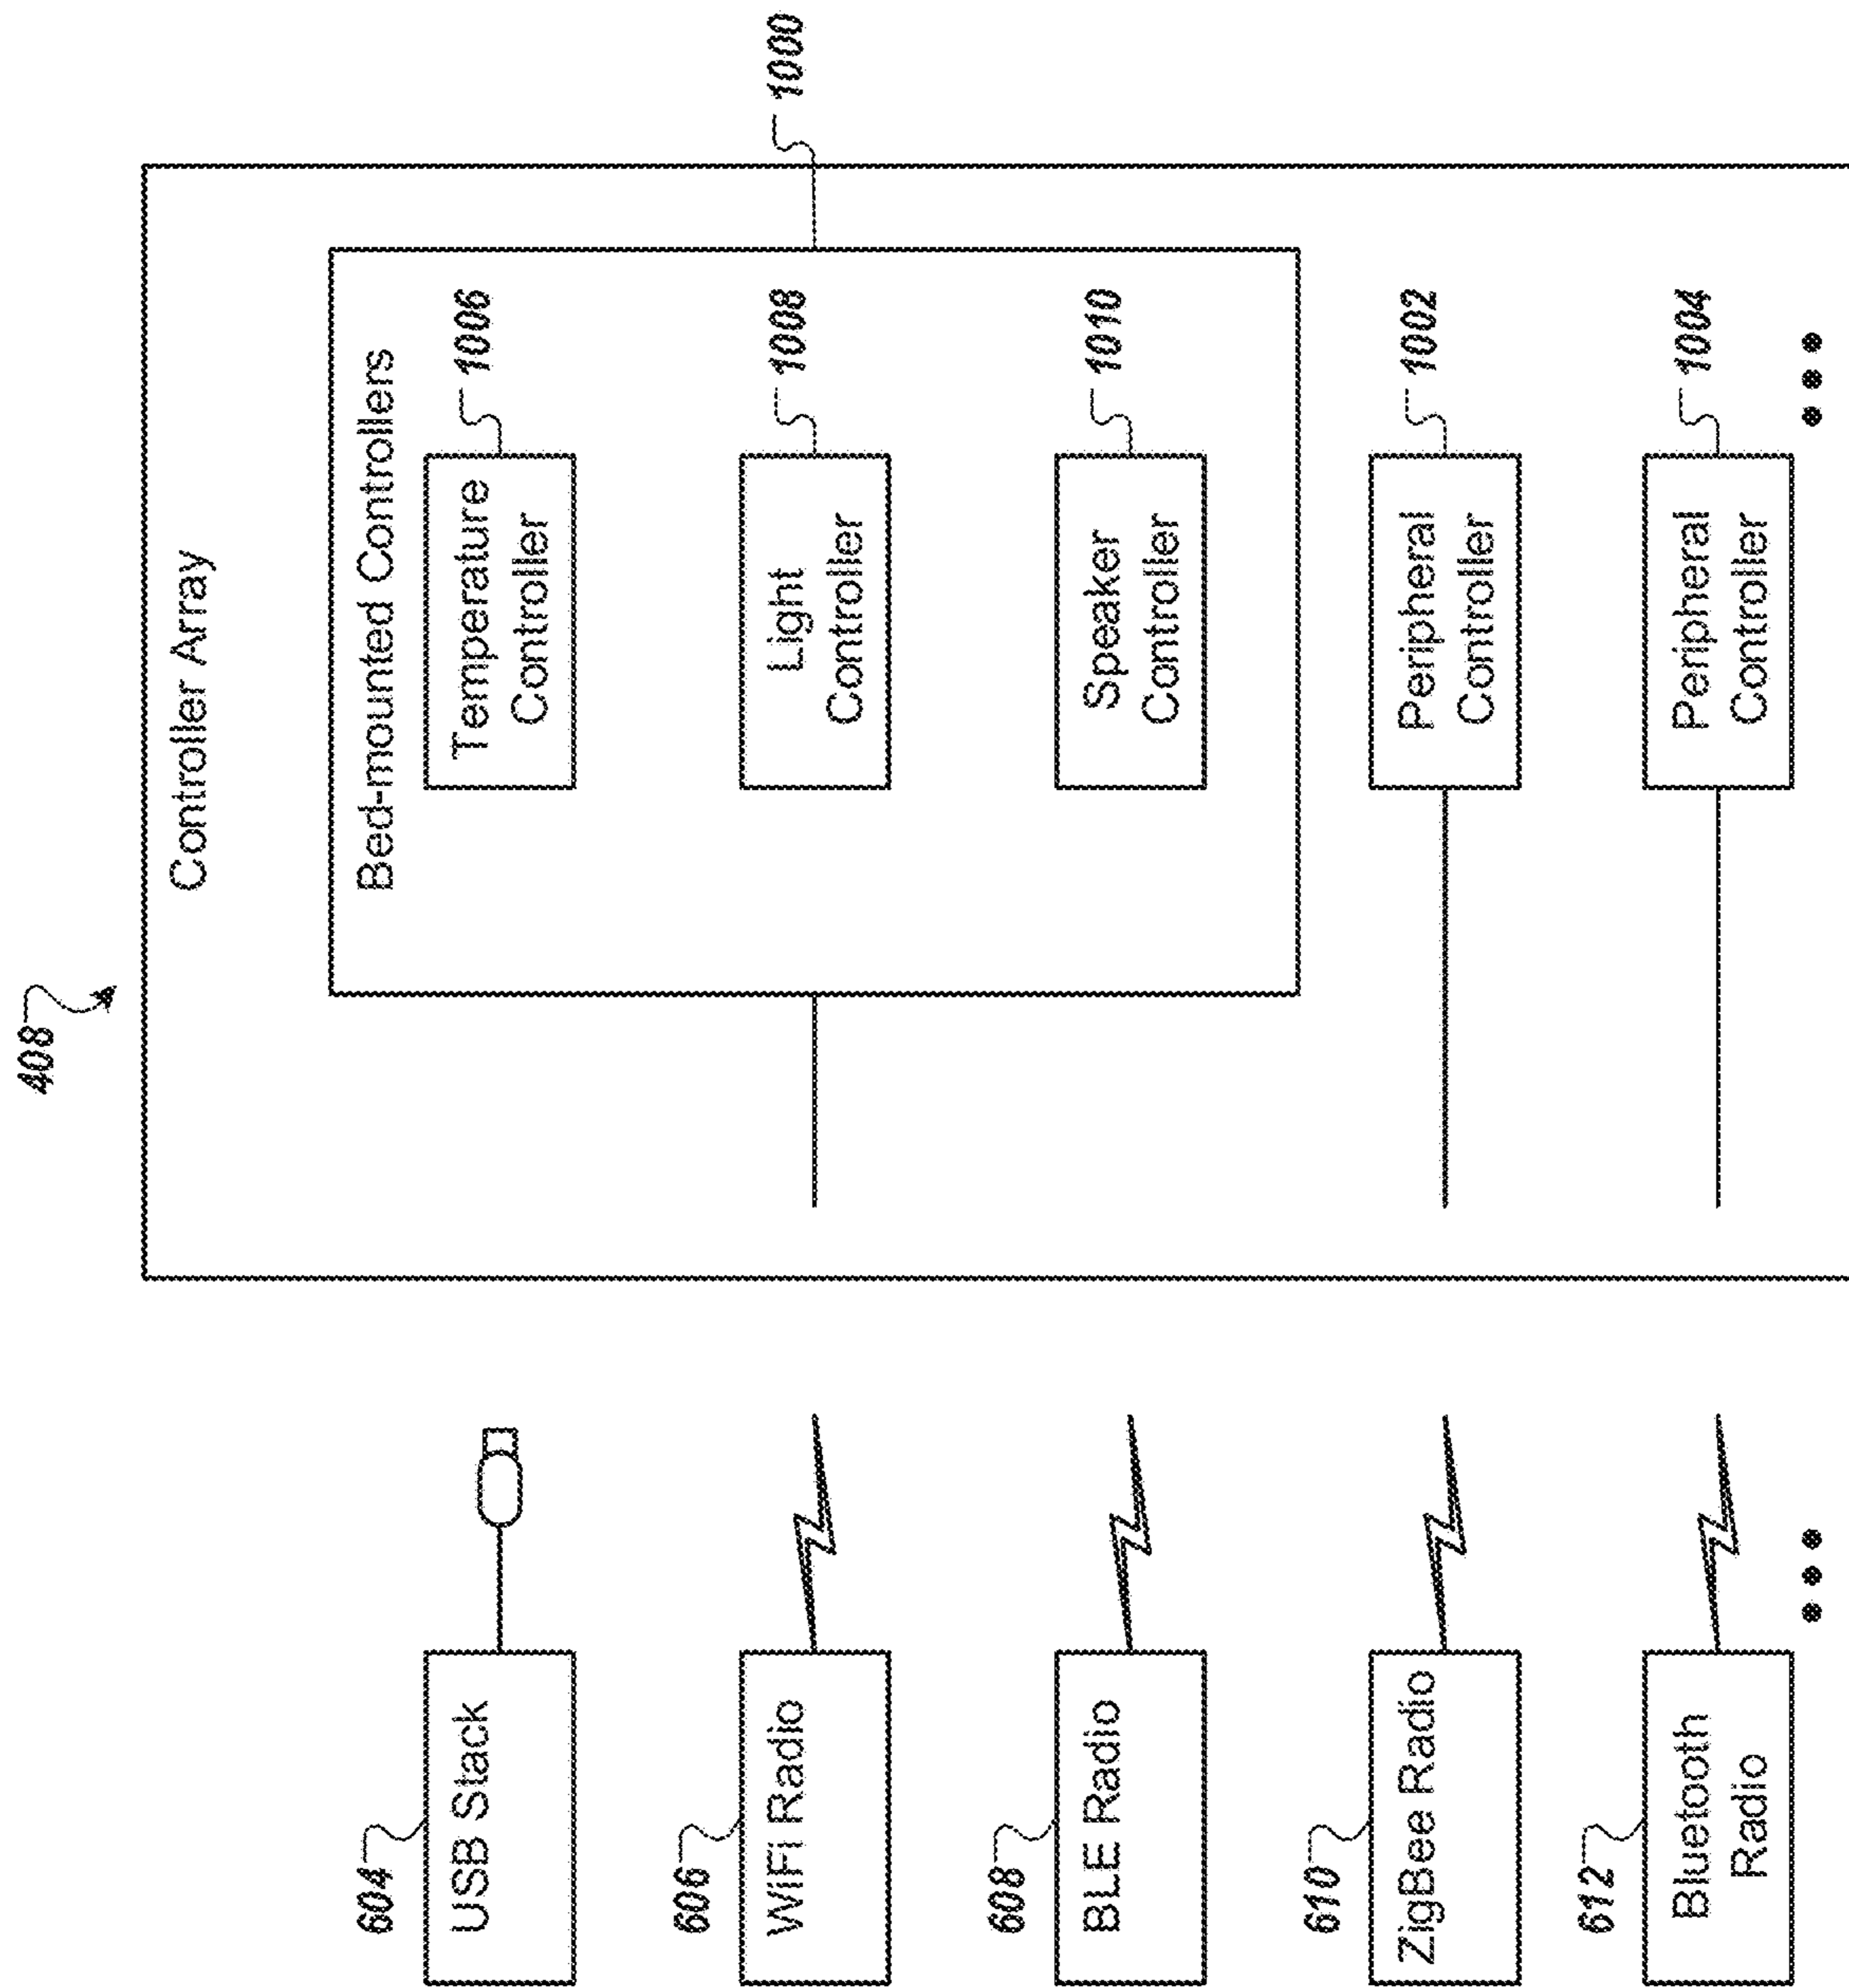 408
Controller Array
Bed-mounted Controllers
1000
604
USB Stack
Temperature
Controller
1006
606
WiFi Radio
Light
Controller
1008
608
BLE Radio
Speaker
Controller
1010
610
ZigBee Radio
Peripheral
Controller
1002
612
Bluetooth
Radio
Peripheral
Controller
1004